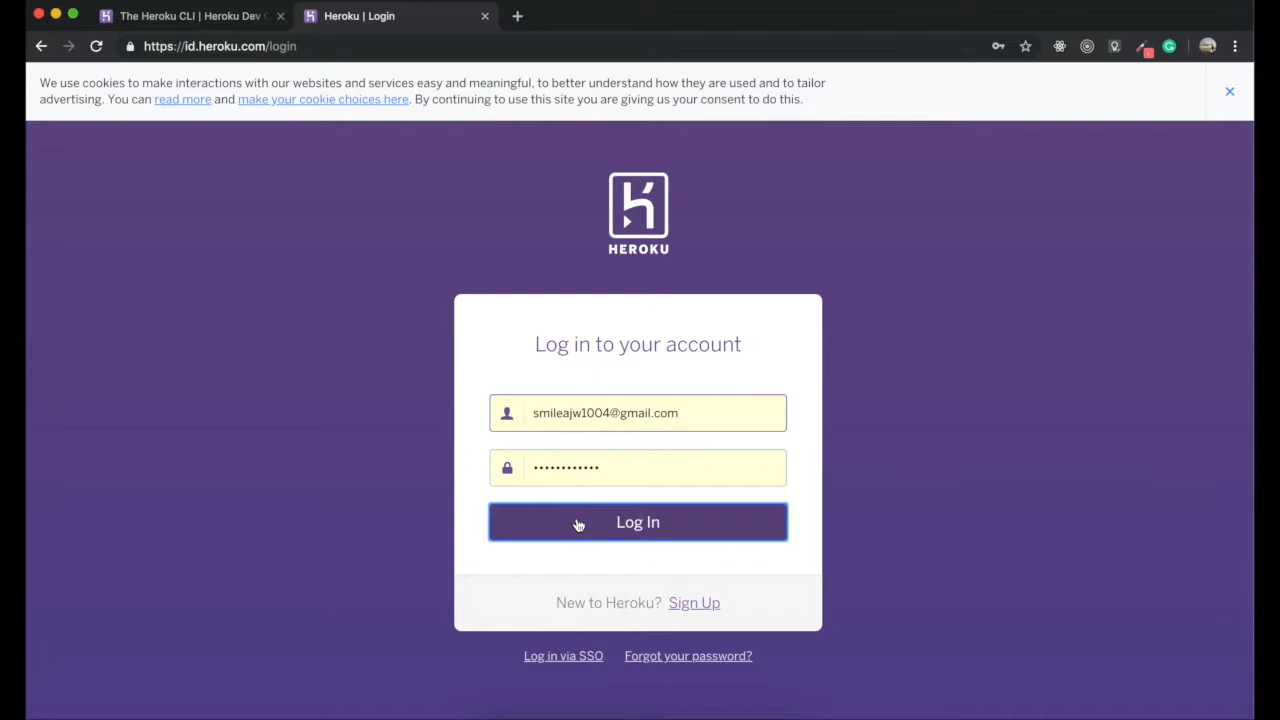 The Heroku CLI | Heroku Dev
Heroku | Login
https://id.heroku.com/login
We use cookies to make interactions with our websites and services easy and meaningful, to better understand how they are used and to tailor
advertising. You can read more and make your cookie choices here. By continuing to use this site you are giving us your consent to do this.
HEROKU
Log in to your account
smileajw1004@gmail.com
••••••••••••
Log In
New to Heroku? Sign Up
Log in via SSO Forgot your password?